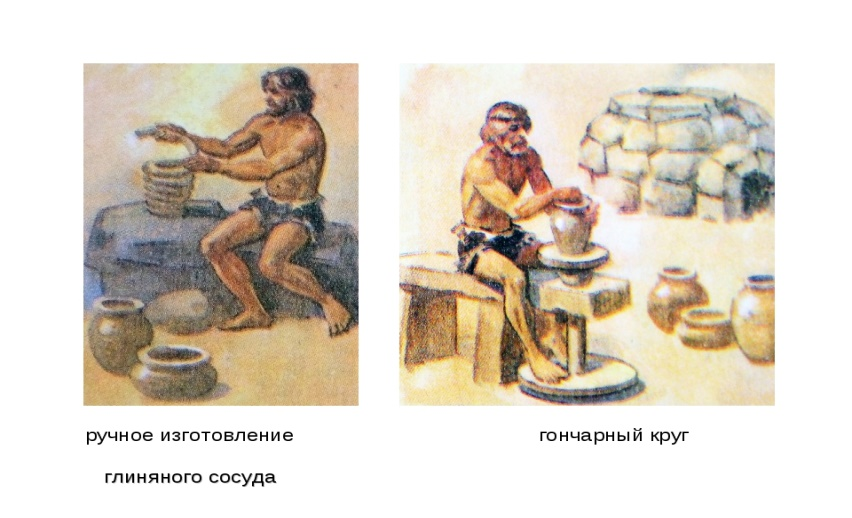 ручное изготовление
глиняного сосуда
гончарный круг